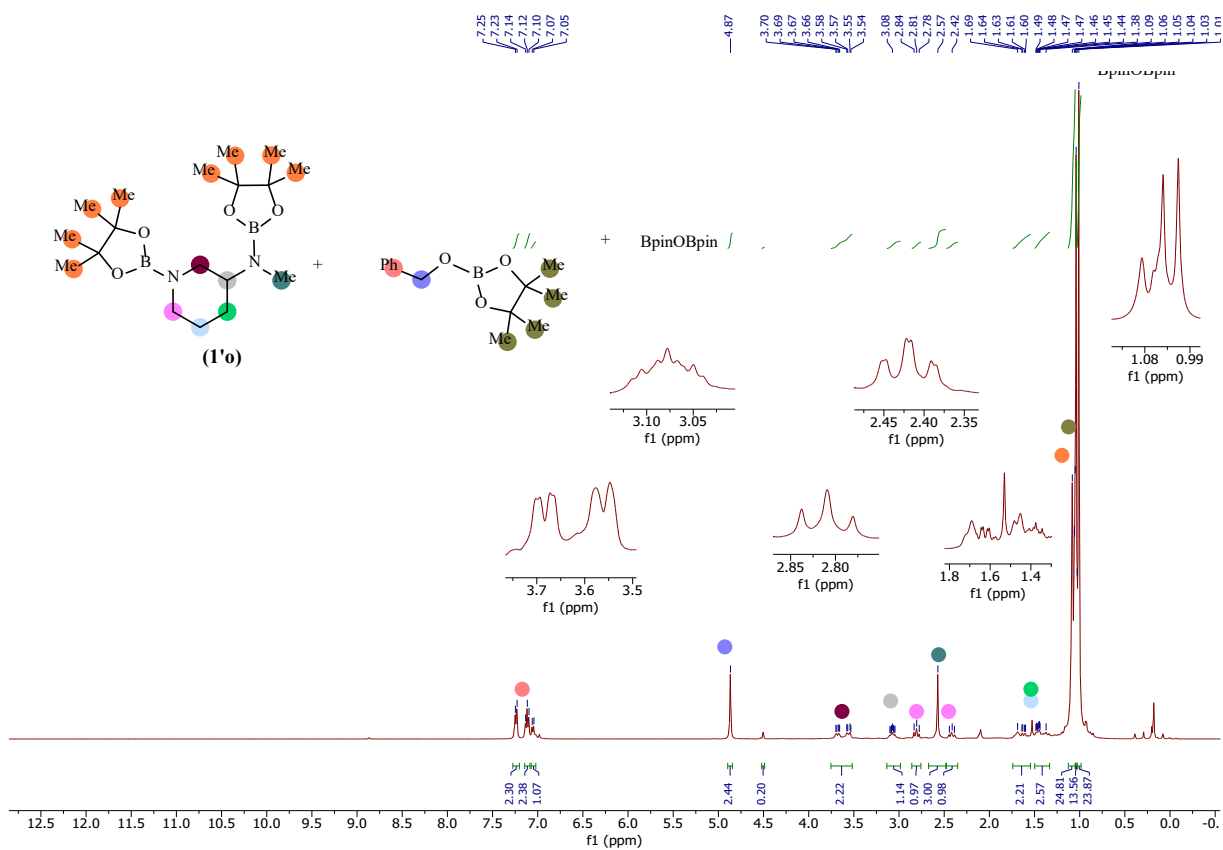 7.25 7.23 7.14 7.12 7.10 7.07 7.05 4.87 3.70 3.69 3.67 3.66 3.58 3.57 3.55 3.54 3.08 2.84 2.81 2.78 2.57 2.42 1.69 1.64 1.63 1.61 1.60 1.49 1.48 1.47 1.47 1.46 1.45 1.44 1.38 1.09 1.06 1.05 1.04 1.03 1.01
BpinOBpin
Me Me
Me Me
O O
B
Me Me
Me
Me
O O
B
N
N Me
(1'o)
+
Ph O
B O
O
Me
Me
Me Me
+
BpinOBpin
3.10 3.05
f1 (ppm)
2.45 2.40 2.35
f1 (ppm)
1.08 0.99
f1 (ppm)
3.7 3.6 3.5
f1 (ppm)
2.85 2.80
f1 (ppm)
1.8 1.6 1.4
f1 (ppm)
2.30 2.38 1.07 2.44 0.20 2.22 1.14 0.97 3.00 0.98 2.21 2.57 24.81 13.56 23.87
12.5 12.0 11.5 11.0 10.5 10.0 9.5 9.0 8.5 8.0 7.5 7.0 6.5 6.0 5.5 5.0 4.5 4.0 3.5 3.0 2.5 2.0 1.5 1.0 0.5 0.0
f1 (ppm)